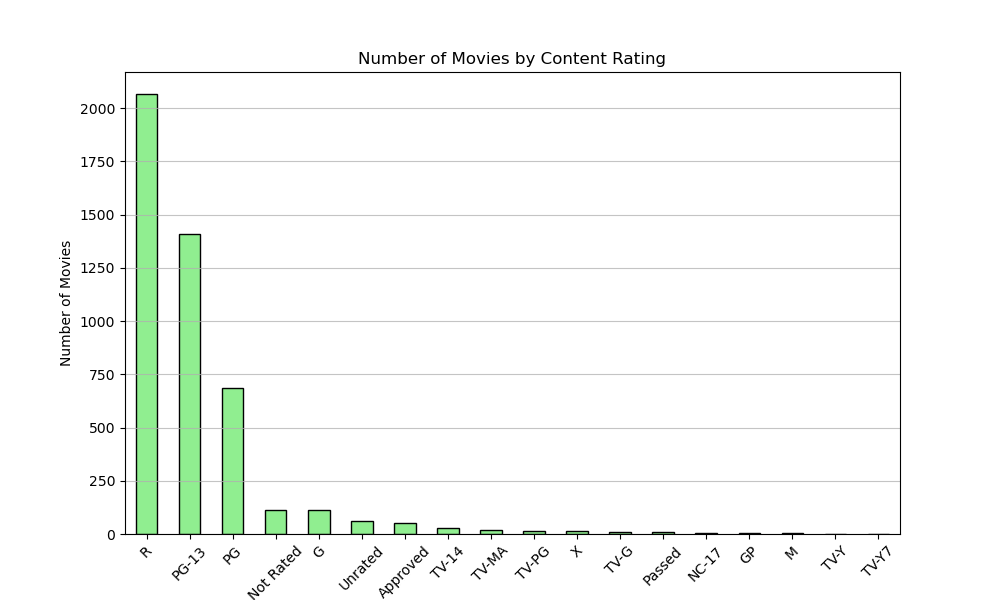 Number of Movies by Content Rating
Number of Movies
2000
1750
1500
1250
1000
750
500
250
0
R
PG-13
PG
Not Rated
G
Unrated
Approved
TV-14
TV-MA
TV-PG
X
TV-G
Passed
NC-17
GP
M
TV-Y
TV-Y7